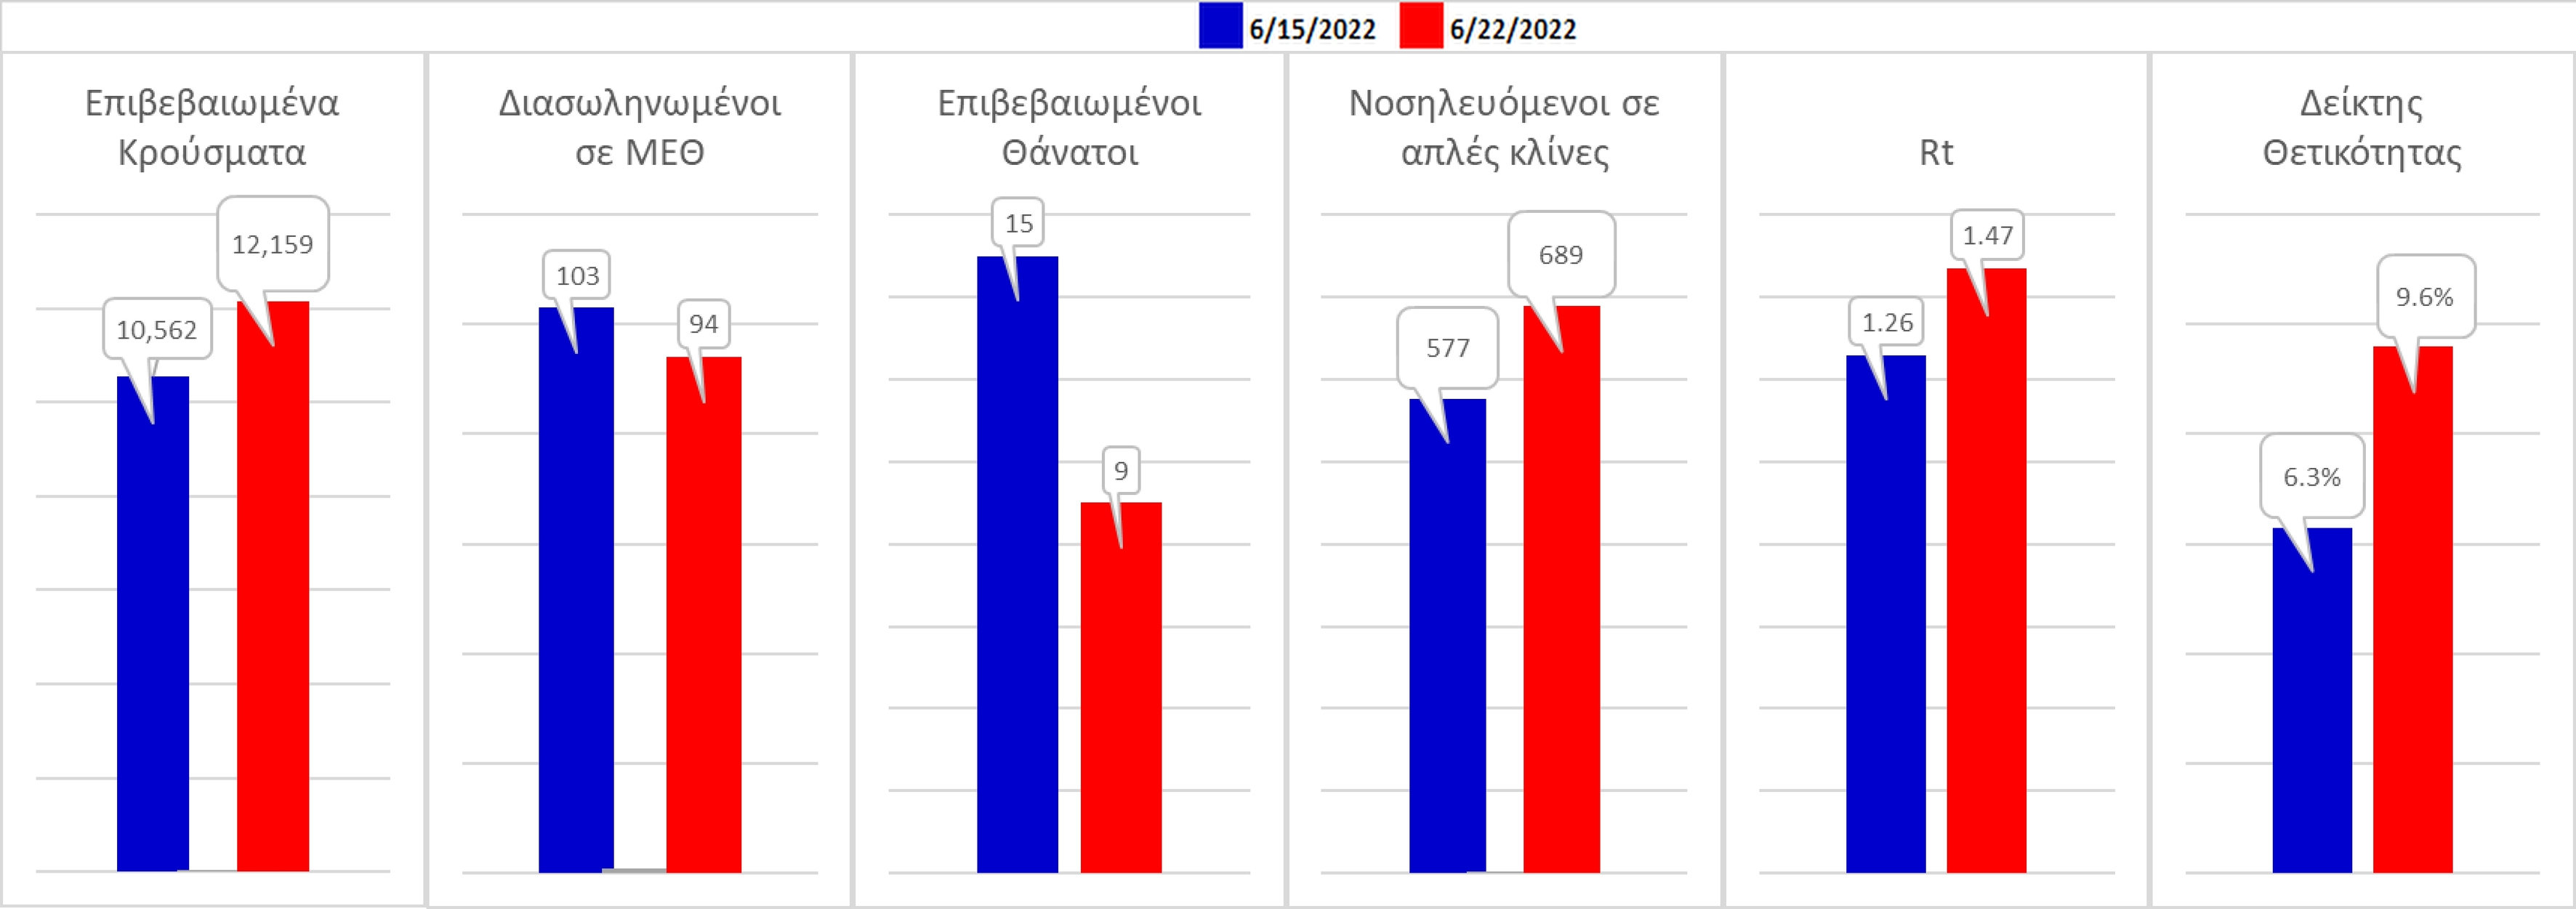 6/15/2022 6/22/2022
Επιβεβαιωμένα
Κρούσματα
12,159
10,562
Διασωληνωμένοι
σε ΜΕΘ
103
94
Επιβεβαιωμένοι
Θάνατοι
15
9
Νοσηλευόμενοι σε
απλές κλίνες
689
577
Rt
1.47
1.26
Δείκτης
Θετικότητας
9.6%
6.3%